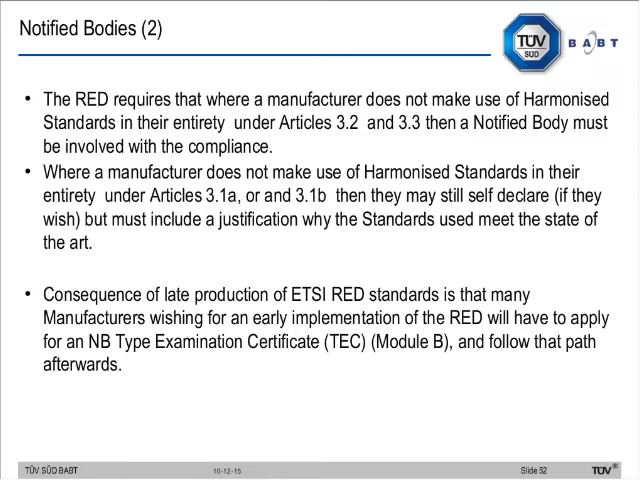 Notified Bodies (2)
TÜV
SÜD
BABT
• The RED requires that where a manufacturer does not make use of Harmonised
Standards in their entirety under Articles 3.2 and 3.3 then a Notified Body must
be involved with the compliance.
• Where a manufacturer does not make use of Harmonised Standards in their
entirety under Articles 3.1a, or and 3.1b then they may still self declare (if they
wish) but must include a justification why the Standards used meet the state of
the art.
• Consequence of late production of ETSI RED standards is that many
Manufacturers wishing for an early implementation of the RED will have to apply
for an NB Type Examination Certificate (TEC) (Module B), and follow that path
afterwards.
TÜV SÜD BABT 10-12-15 Slide 52 TÜV®